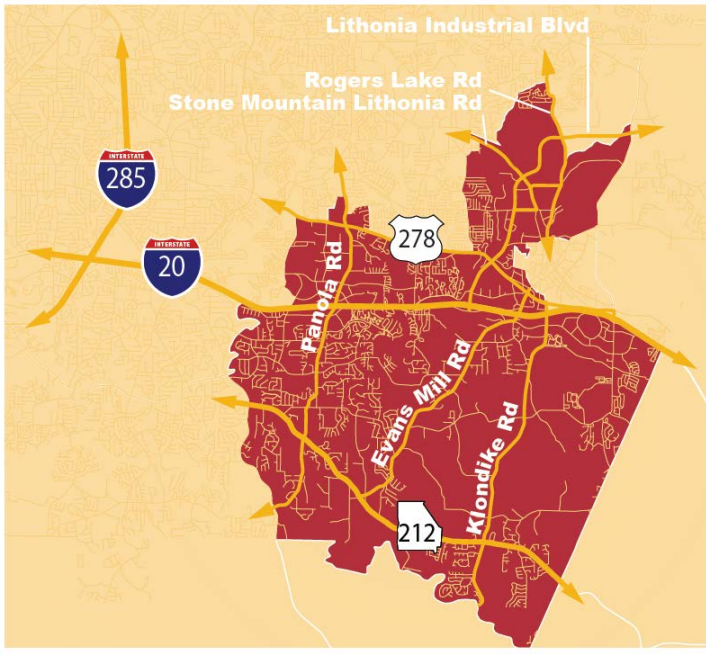 Lithonia Industrial Blvd
Rogers Lake Rd
Stone Mountain Lithonia Rd
INTERSTATE
285
INTERSTATE
20
278
Panola Rd
Evans Mill Rd
Klondike Rd
212